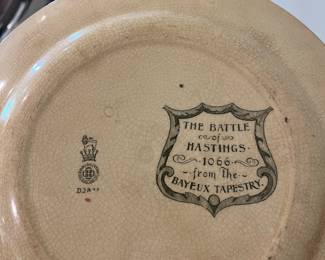 THE BATTLE
of
HASTINGS.
1066
from the
BAYEUX TAPESTRY.